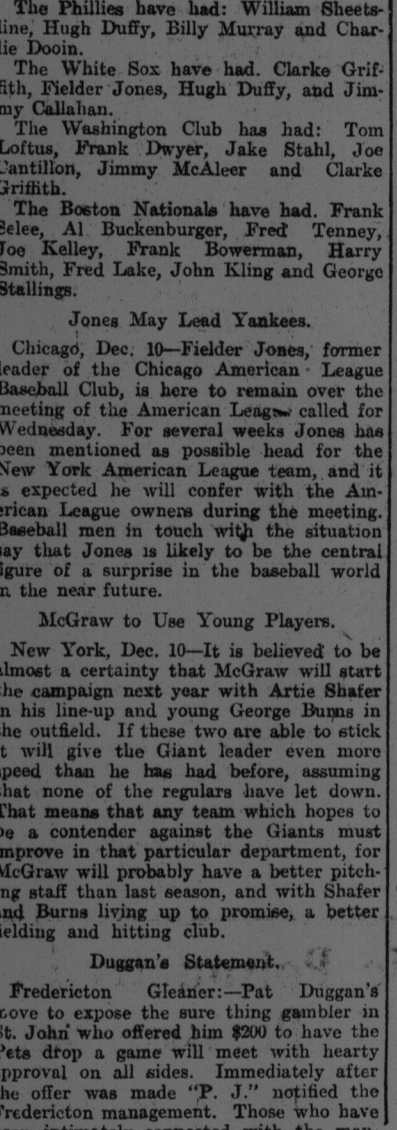 The Phillies have had: William Sheets-
line, Hugh Duffy, Billy Murray and Char-
lie Dooin.
The White Sox have had. Clarke Grif-
fith, Fielder Jones, Hugh Duffy, and Jim-
my Callahan.
The Washington Club has had: Tom
Loftus, Frank Dwyer, Jake Stahl, Joe
Cantillon, Jimmy McAleer and Clarke
Griffith.
The Boston Nationals have had. Frank
Selee, Al Buckenburger, Fred Tenney,
Joe Kelley, Frank Bowerman, Harry
Smith, Fred Lake, John Kling and George
Stallings.
Jones May Lead Yankees.
Chicago, Dec. 10—Fielder Jones, former
leader of the Chicago American League
Baseball Club, is here to remain over the
meeting of the American League called for
Wednesday. For several weeks Jones has
been mentioned as possible head for the
New York American League team, and it
is expected he will confer with the Am-
erican League owners during the meeting.
Baseball men in touch with the situation
say that Jones is likely to be the central
figure of a surprise in the baseball world
in the near future.
McGraw to Use Young Players.
New York, Dec. 10—It is believed to be
almost a certainty that McGraw will start
the campaign next year with Artie Shafer
in his line-up and young George Burns in
the outfield. If these two are able to stick
it will give the Giant leader even more
speed than he has had before, assuming
that none of the regulars have let down.
That means that any team which hopes to
be a contender against the Giants must
improve in that particular department, for
McGraw will probably have a better pitch-
ing staff than last season, and with Shafer
and Burns living up to promise, a better
fielding and hitting club.
Duggan's Statement.
Fredericton Gleaner:—Pat Duggan's
move to expose the sure thing gambler in
St. John who offered him $200 to have the
Pets drop a game will meet with hearty
approval on all sides. Immediately after
the offer was made "P. J." notified the
Fredericton management. Those who have
been intimately connected with the man-